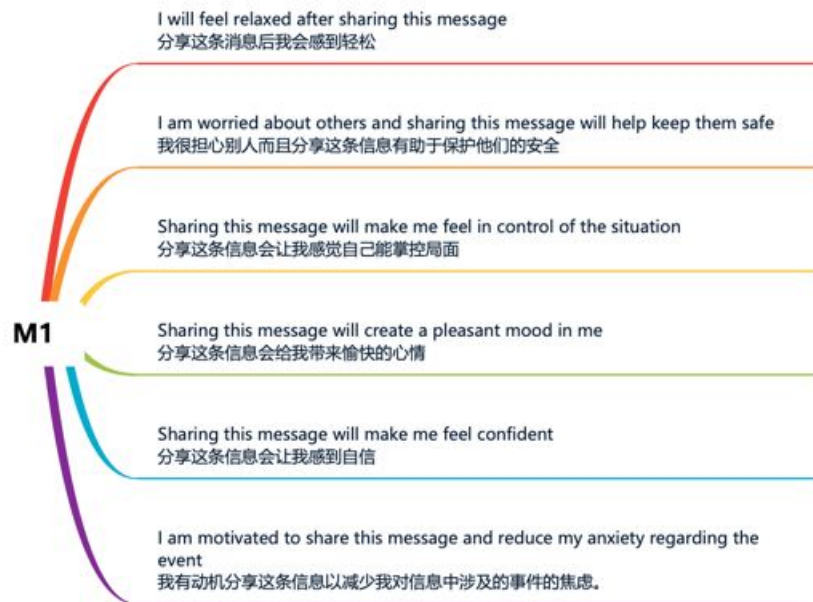 I will feel relaxed after sharing this message
分享这条消息后我会感到轻松
I am worried about others and sharing this message will help keep them safe
我很担心别人而且分享这条信息有助于保护他们的安全
Sharing this message will make me feel in control of the situation
分享这条信息会让我感觉自己能掌控局面
M1
Sharing this message will create a pleasant mood in me
分享这条信息会给我带来愉快的心情
Sharing this message will make me feel confident
分享这条信息会让我感到自信
I am motivated to share this message and reduce my anxiety regarding the
event
我有动机分享这条信息以减少我对信息中涉及的事件的焦虑。